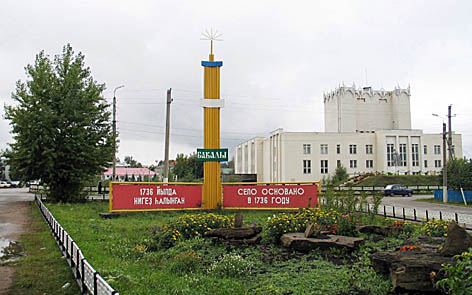 БАКАЛЫ
1736 ЙЫЛДА
НИГЕҘ ҺАЛЫНҒАН
СЕЛО ОСНОВАНО
В 1736 ГОДУ